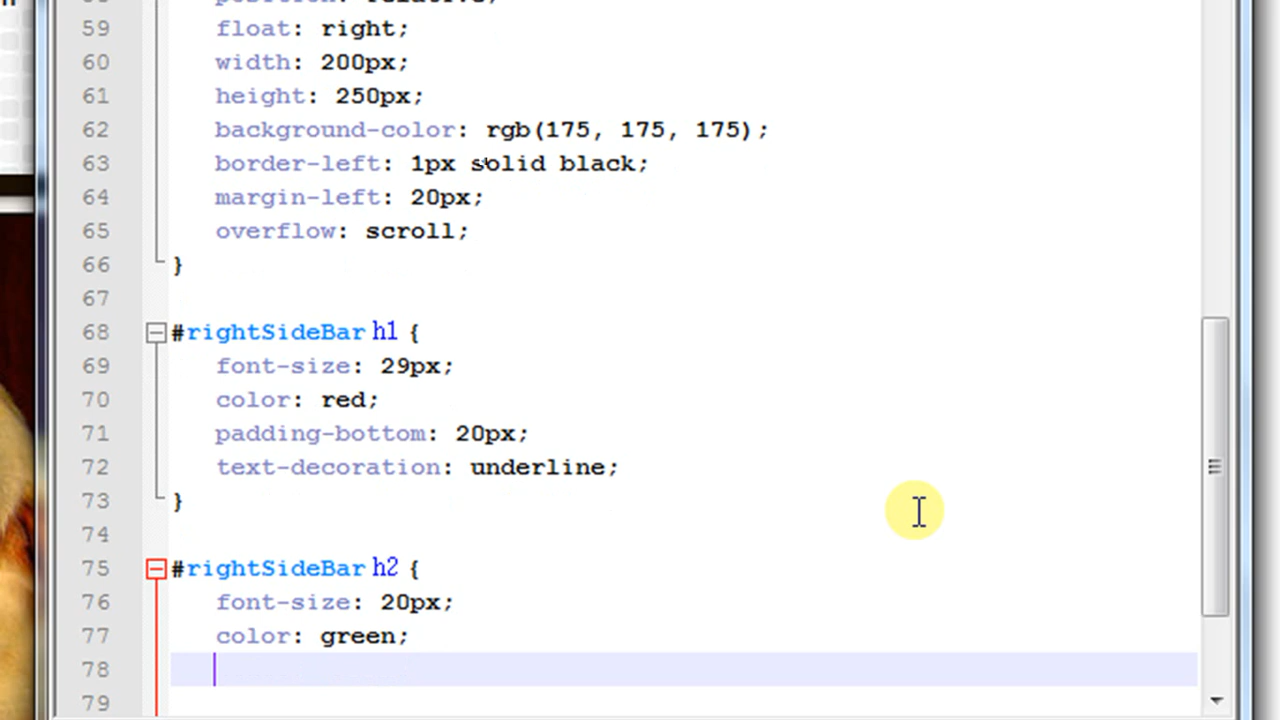 59 float: right;
60 width: 200px;
61 height: 250px;
62 background-color: rgb(175, 175, 175);
63 border-left: 1px solid black;
64 margin-left: 20px;
65 overflow: scroll;
66 }
67
68 #rightSideBar h1 {
69 font-size: 29px;
70 color: red;
71 padding-bottom: 20px;
72 text-decoration: underline;
73 }
74
75 #rightSideBar h2 {
76 font-size: 20px;
77 color: green;
78
79